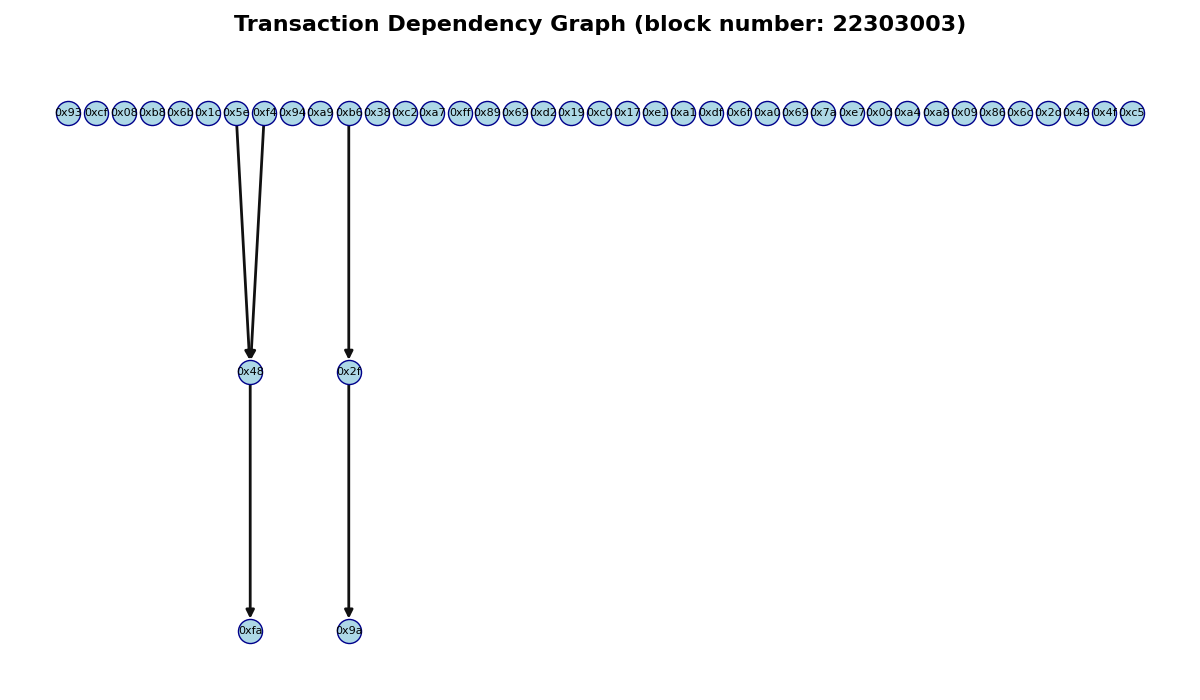 Transaction Dependency Graph (block number: 22303003)
0x93 0xcf 0x08 0xb8 0x6b 0x1c 0x5e 0xf4 0x94 0xa9 0xb6 0x38 0xc2 0xa7 0xff 0x89 0x69 0xd2 0x19 0xc0 0x17 0xe1 0xa1 0xdf 0x6f 0xa0 0x69 0x7a 0xe7 0x0d 0xa4 0xa8 0x09 0x86 0x6c 0x2d 0x48 0x4f 0xc5
0x48 0x2f
0xfa 0x9a